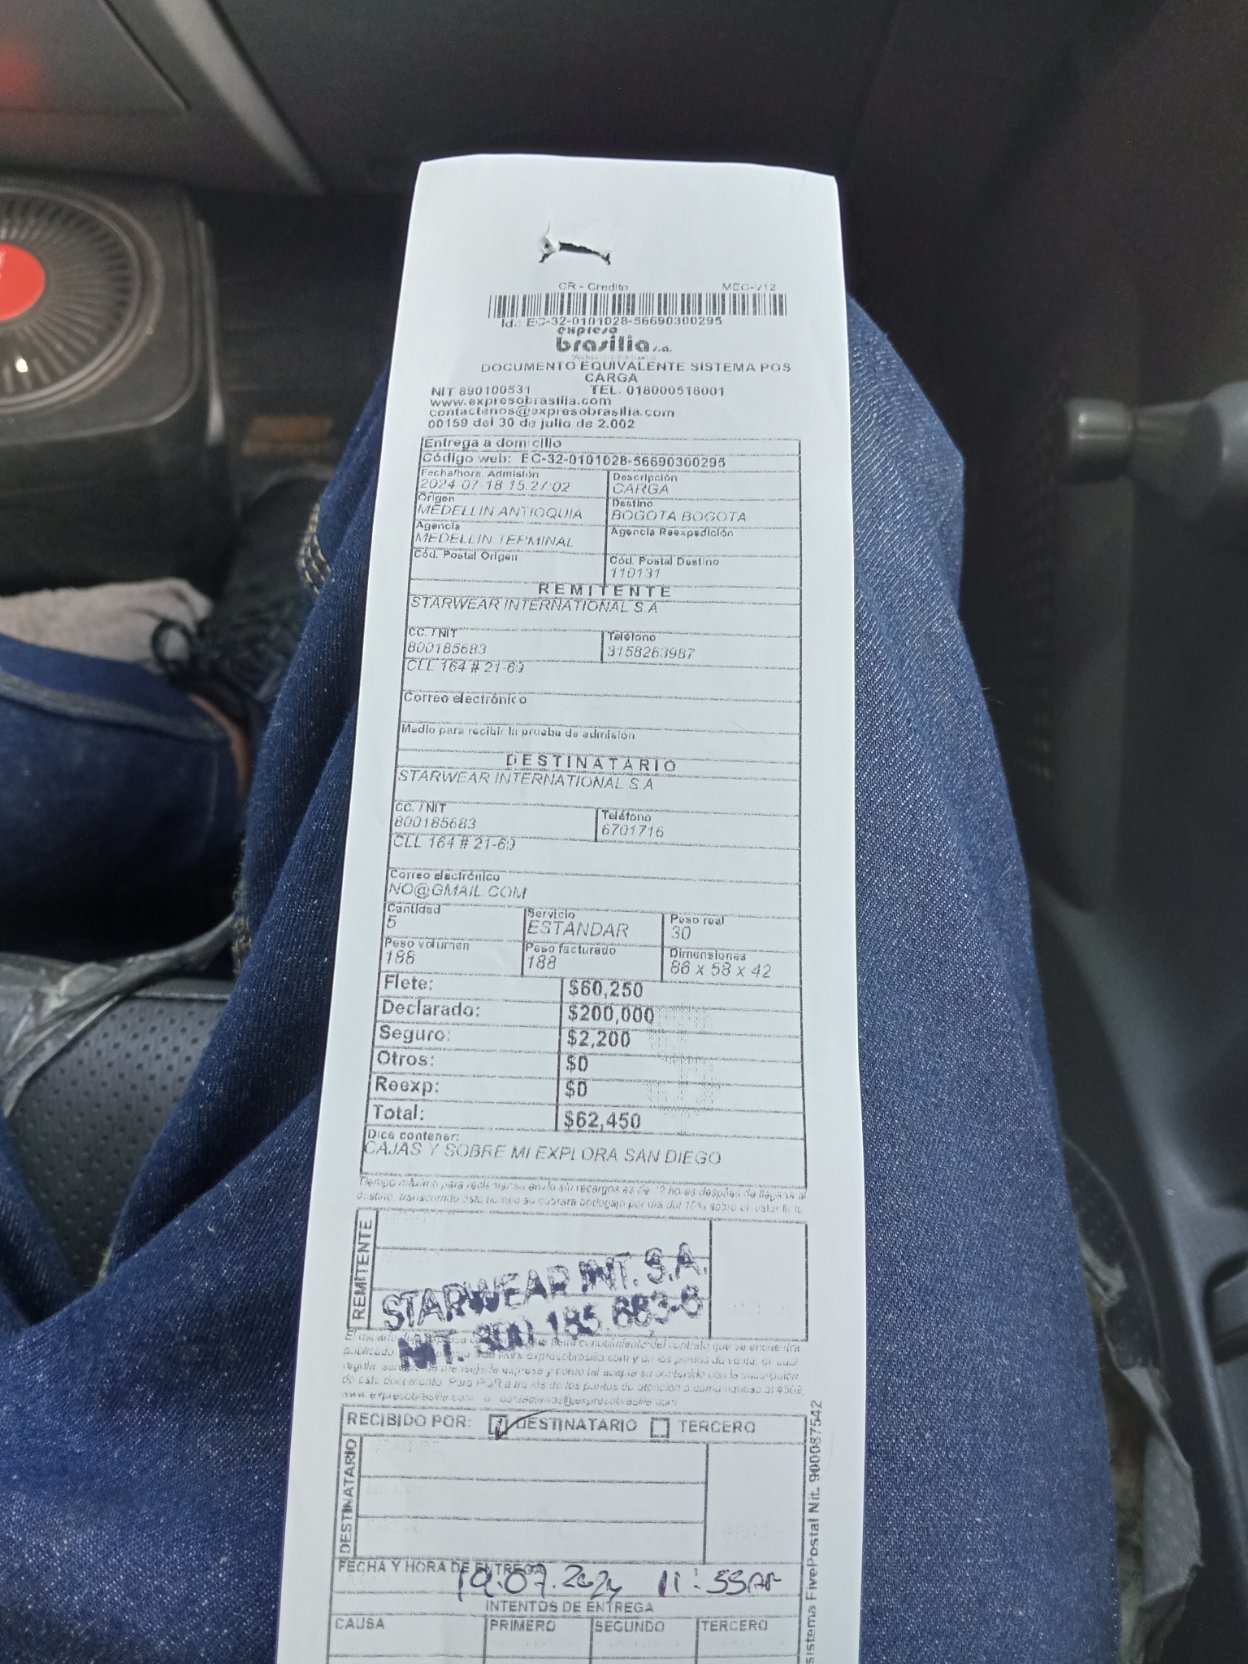 CR - Credito MEC-V12
Id.: EC-32-0101028-56690300295
expreso
brasilia s.a.
DOCUMENTO EQUIVALENTE SISTEMA POS
CARGA
NIT 890100531 TEL. 018000518001
www.expresobrasilia.com
contactenos@expresobrasilia.com
00159 del 30 de julio de 2.002
Entrega a domicilio
Código web: EC-32-0101028-56690300295
Fecha/hora. Admisión Descripción
2024-07-18 15:27:02 CARGA
Origen Destino
MEDELLIN ANTIOQUIA BOGOTA BOGOTA
Agencia Agencia Reexpedición
MEDELLIN TERMINAL
Cód. Postal Origen Cód. Postal Destino
110131
REMITENTE
STARWEAR INTERNATIONAL S.A
CC. / NIT Teléfono
800185683 3158263987
CLL 164 # 21-69
Correo electrónico
Medio para recibir la prueba de admisión
DESTINATARIO
STARWEAR INTERNATIONAL S.A
CC. / NIT Teléfono
800185683 6701716
CLL 164 # 21-69
Correo electrónico
NO@GMAIL.COM
Cantidad Servicio Peso real
5 ESTANDAR 30
Peso volumen Peso facturado Dimensiones
188 188 86 x 58 x 42
Flete: $60,250
Declarado: $200,000
Seguro: $2,200
Otros: $0
Reexp: $0
Total: $62,450
Dice contener:
CAJAS Y SOBRE MI EXPLORA SAN DIEGO
REMITENTE
STARWEAR INT. S.A.
NIT. 800.185.683-6
RECIBIDO POR: DESTINATARIO TERCERO
DESTINATARIO
FECHA Y HORA DE ENTREGA
19.07.2024 11:55AM
INTENTOS DE ENTREGA
CAUSA PRIMERO SEGUNDO TERCERO
sistema FivePostal Nit. 900087542